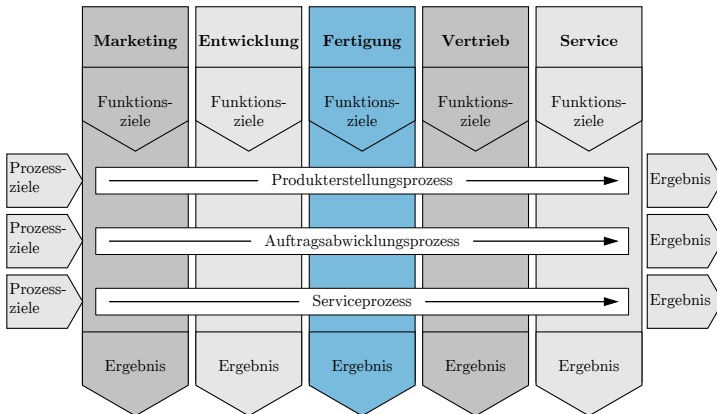 Marketing
Entwicklung
Fertigung
Vertrieb
Service
Funktions-
ziele
Funktions-
ziele
Funktions-
ziele
Funktions-
ziele
Funktions-
ziele
Prozess-
ziele
Produkterstellungsprozess
Ergebnis
Prozess-
ziele
Auftragsabwicklungsprozess
Ergebnis
Prozess-
ziele
Serviceprozess
Ergebnis
Ergebnis
Ergebnis
Ergebnis
Ergebnis
Ergebnis